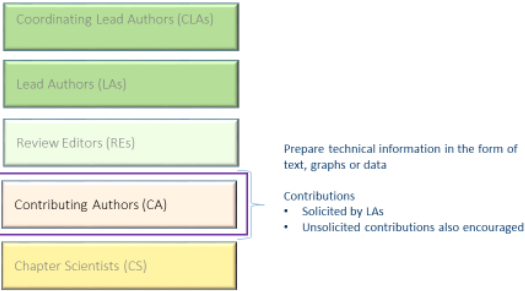 Coordinating Lead Authors (CLAs)
Lead Authors (LAs)
Review Editors (REs)
Contributing Authors (CA)
Chapter Scientists (CS)
Prepare technical information in the form of
text, graphs or data
Contributions
• Solicited by LAs
• Unsolicited contributions also encouraged